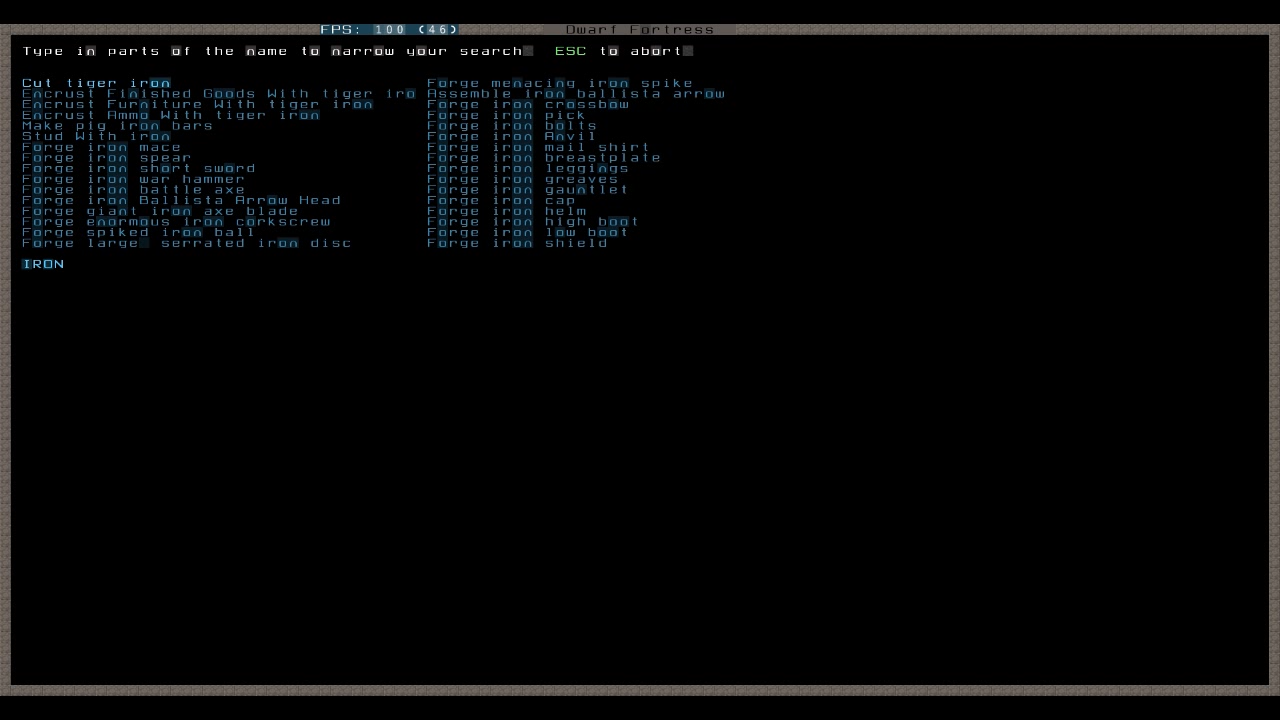 FPS: 100 (46) Dwarf Fortress
Type in parts of the name to narrow your search. ESC to abort.
Cut tiger iron
Encrust Finished Goods With tiger iro
Encrust Furniture With tiger iron
Encrust Ammo With tiger iron
Make pig iron bars
Stud With iron
Forge iron mace
Forge iron spear
Forge iron short sword
Forge iron war hammer
Forge iron battle axe
Forge iron Ballista Arrow Head
Forge giant iron axe blade
Forge enormous iron corkscrew
Forge spiked iron ball
Forge large, serrated iron disc
Forge menacing iron spike
Assemble iron ballista arrow
Forge iron crossbow
Forge iron pick
Forge iron bolts
Forge iron Anvil
Forge iron mail shirt
Forge iron breastplate
Forge iron leggings
Forge iron greaves
Forge iron gauntlet
Forge iron cap
Forge iron helm
Forge iron high boot
Forge iron low boot
Forge iron shield
IRON